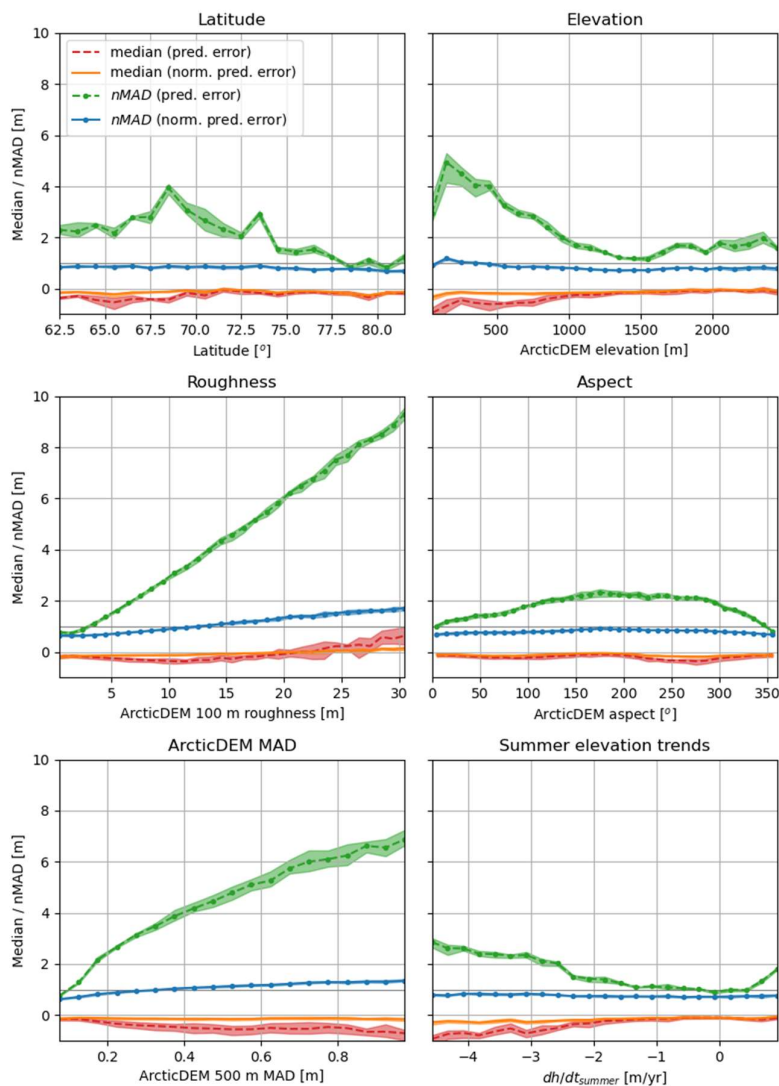 Latitude
Elevation
10
8
6
4
2
0
Median / nMAD [m]
median (pred. error)
median (norm. pred. error)
nMAD (pred. error)
nMAD (norm. pred. error)
62.5 65.0 67.5 70.0 72.5 75.0 77.5 80.0
Latitude [°]
500 1000 1500 2000
ArcticDEM elevation [m]
Roughness
Aspect
10
8
6
4
2
0
Median / nMAD [m]
5 10 15 20 25 30
ArcticDEM 100 m roughness [m]
0 50 100 150 200 250 300 350
ArcticDEM aspect [°]
ArcticDEM MAD
Summer elevation trends
10
8
6
4
2
0
Median / nMAD [m]
0.2 0.4 0.6 0.8
ArcticDEM 500 m MAD [m]
−4 −3 −2 −1 0
dh/dt_summer [m/yr]